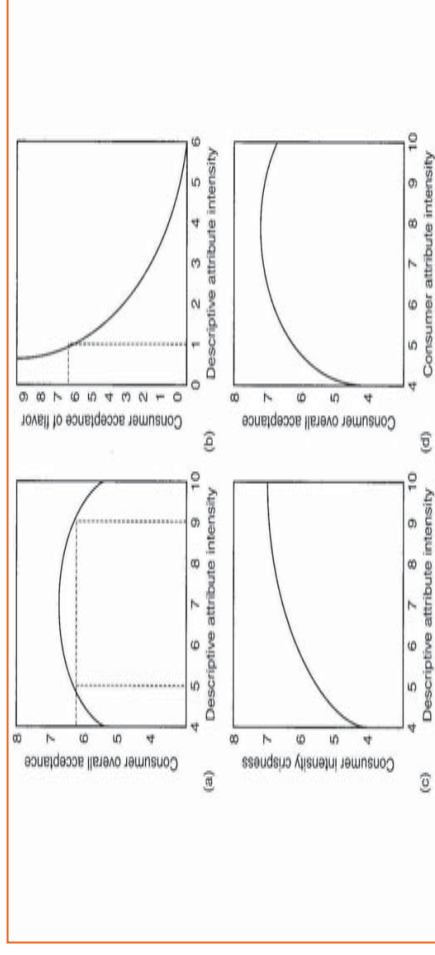 Consumer overall acceptance
8
7
6
5
4
4 5 6 7 8 9 10
Descriptive attribute intensity
(a)
Consumer acceptance of flavor
9
8
7
6
5
4
3
2
1
0
0 1 2 3 4 5 6
Descriptive attribute intensity
(b)
Consumer intensity crispness
8
7
6
5
4
4 5 6 7 8 9 10
Descriptive attribute intensity
(c)
Consumer overall acceptance
8
7
6
5
4
4 5 6 7 8 9 10
Consumer attribute intensity
(d)